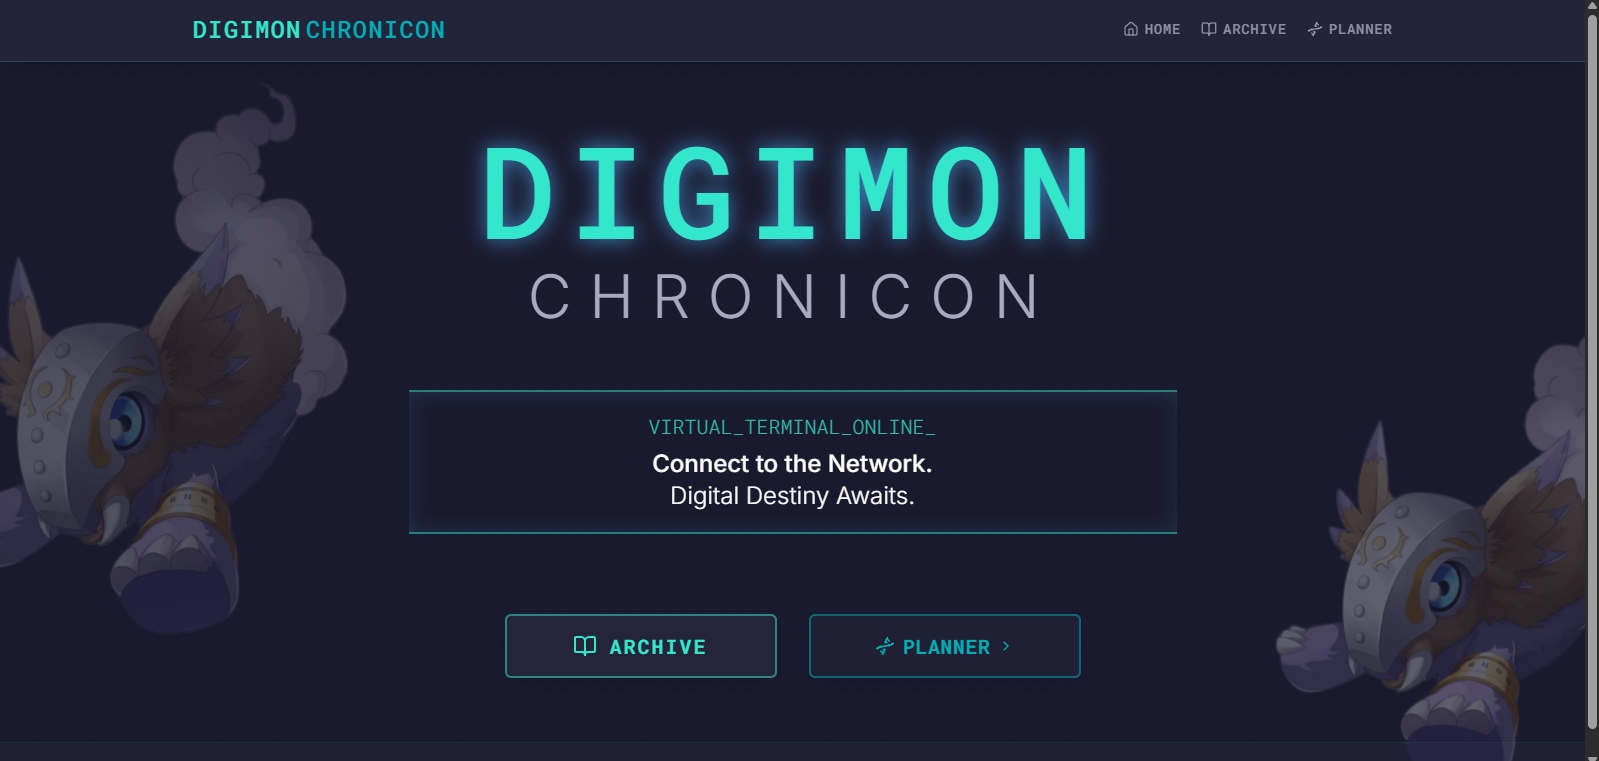 DIGIMON CHRONICON
HOME ARCHIVE PLANNER
DIGIMON
CHRONICON
VIRTUAL_TERMINAL_ONLINE_
Connect to the Network.
Digital Destiny Awaits.
ARCHIVE
PLANNER